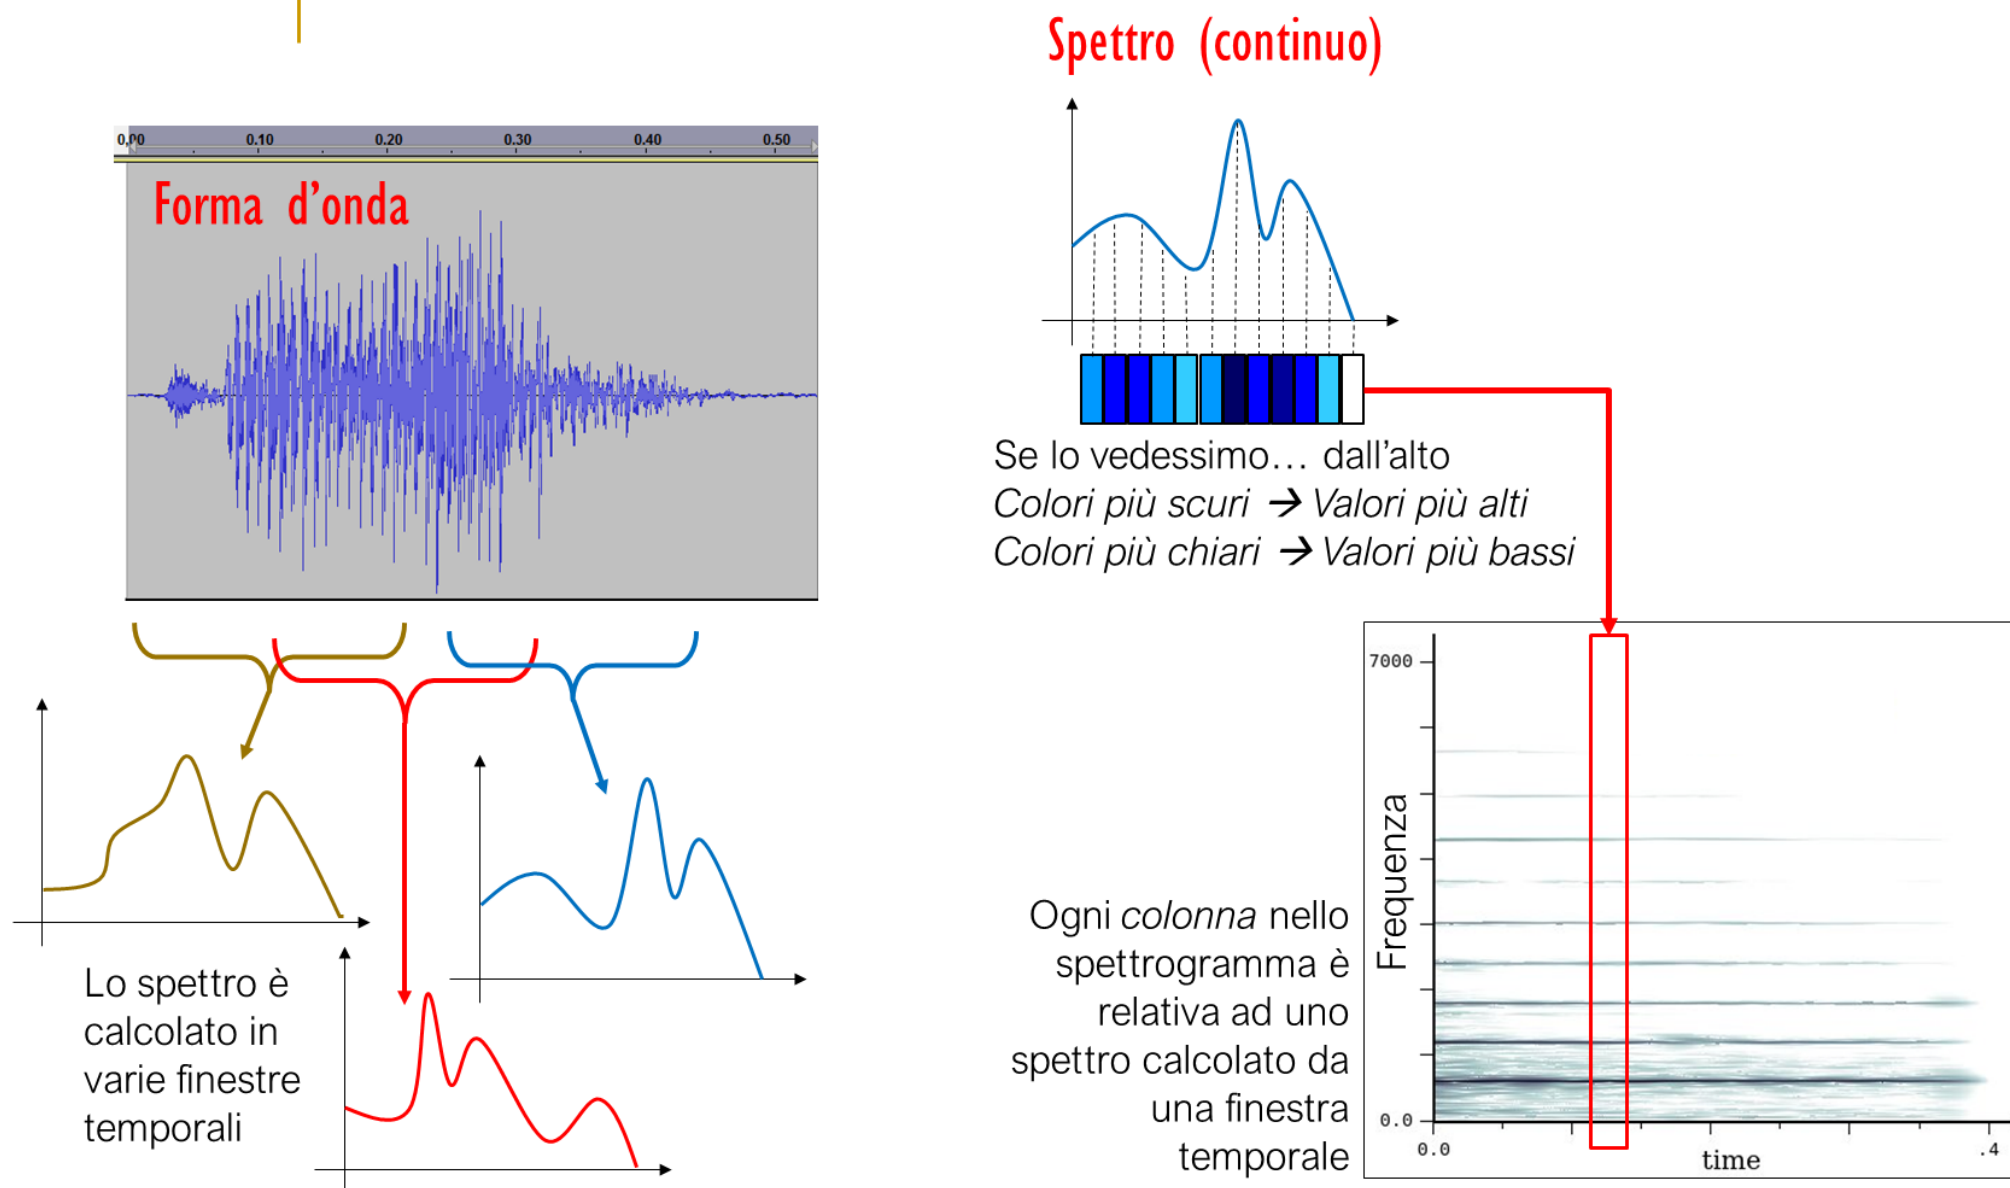 Spettro (continuo)
0,00 0.10 0.20 0.30 0.40 0.50
Forma d'onda
Se lo vedessimo… dall'alto
Colori più scuri → Valori più alti
Colori più chiari → Valori più bassi
Lo spettro è
calcolato in
varie finestre
temporali
Ogni colonna nello
spettrogramma è
relativa ad uno
spettro calcolato da
una finestra
temporale
7000
Frequenza
0.0
0.0 time .4